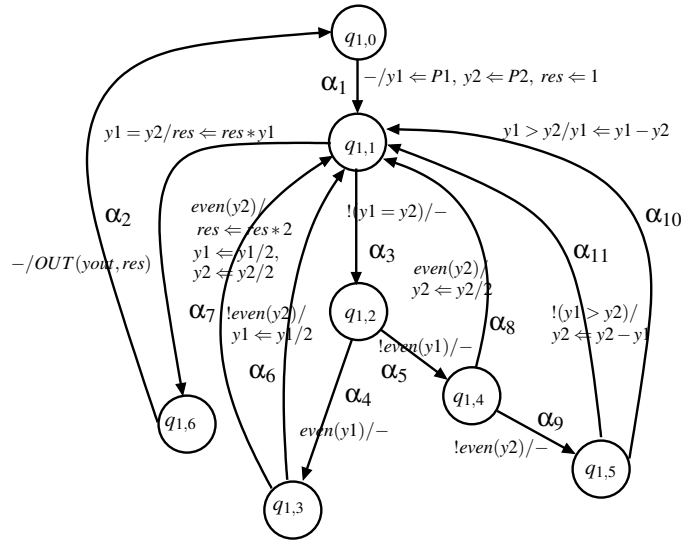 q1,0
α1
−/y1 ⇐ P1, y2 ⇐ P2, res ⇐ 1
y1 = y2/res ⇐ res∗y1
q1,1
y1 > y2/y1 ⇐ y1−y2
α2
−/OUT(yout,res)
even(y2)/
res ⇐ res∗2
y1 ⇐ y1/2,
y2 ⇐ y2/2
!(y1 = y2)/−
α3
α10
α11
even(y2)/
y2 ⇐ y2/2
α7
!even(y2)/
y1 ⇐ y1/2
q1,2
α8
!(y1 > y2)/
y2 ⇐ y2−y1
!even(y1)/−
α6
α5
α4
q1,4
q1,6
even(y1)/−
α9
!even(y2)/−
q1,5
q1,3